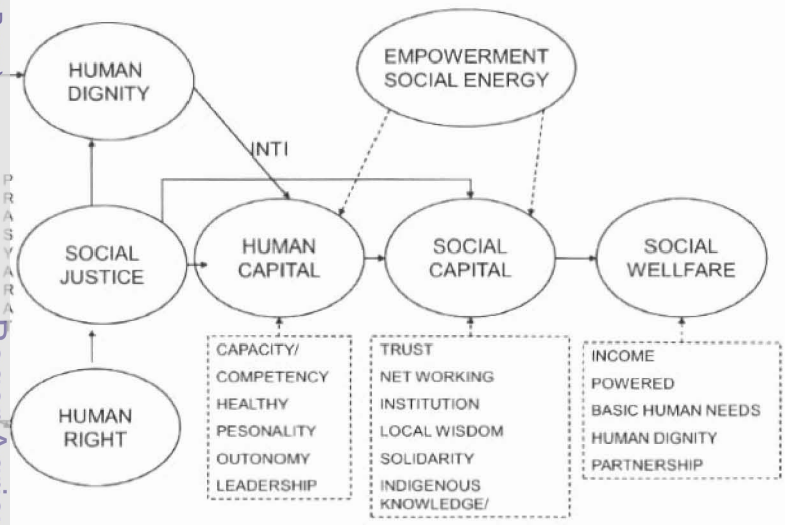 HUMAN
DIGNITY
EMPOWERMENT
SOCIAL ENERGY
INTI
PRASYARAT
SOCIAL
JUSTICE
HUMAN
CAPITAL
SOCIAL
CAPITAL
SOCIAL
WELLFARE
HUMAN
RIGHT
CAPACITY/
COMPETENCY
HEALTHY
PESONALITY
OUTONOMY
LEADERSHIP
TRUST
NET WORKING
INSTITUTION
LOCAL WISDOM
SOLIDARITY
INDIGENOUS
KNOWLEDGE/
INCOME
POWERED
BASIC HUMAN NEEDS
HUMAN DIGNITY
PARTNERSHIP